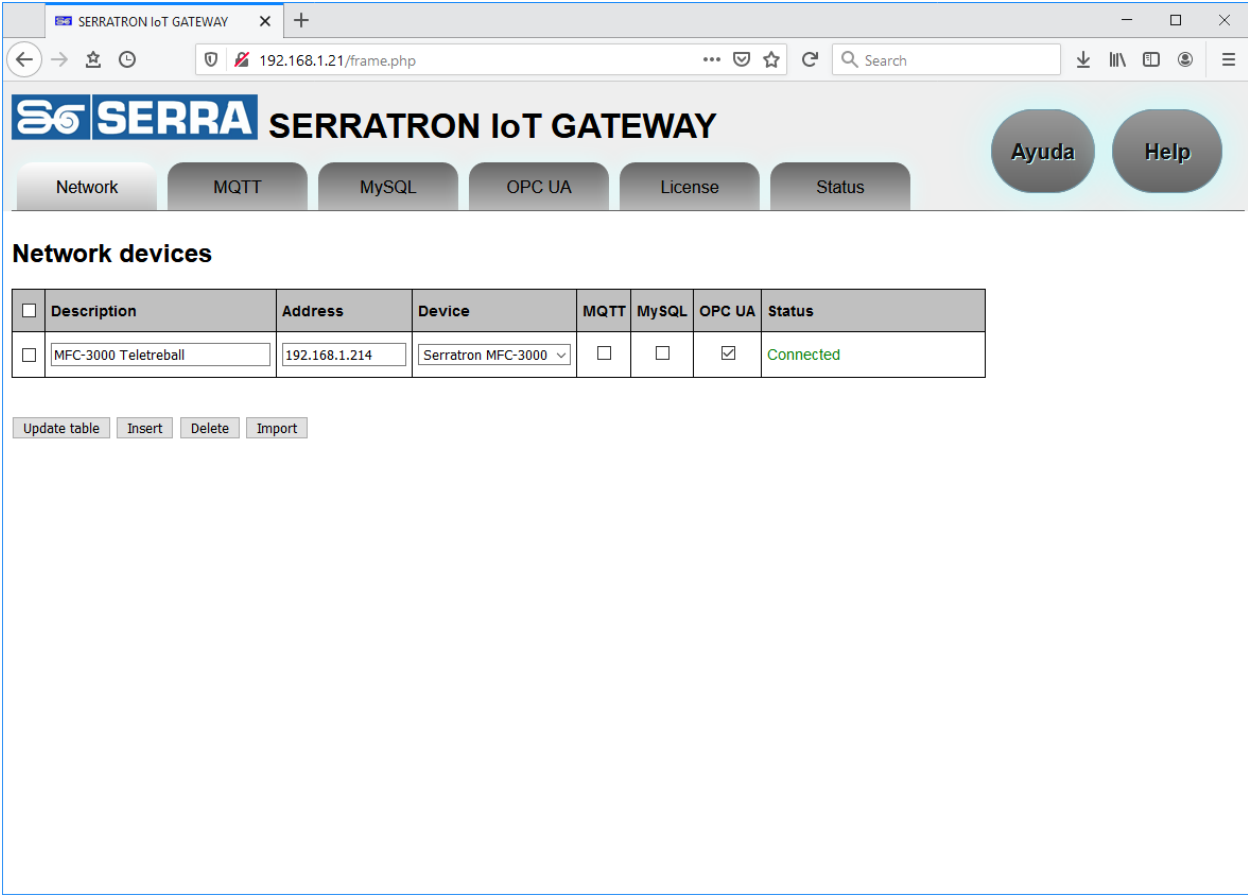 SERRATRON IoT GATEWAY
192.168.1.21/frame.php
Search
SERRA SERRATRON IoT GATEWAY
Ayuda Help
Network MQTT MySQL OPC UA License Status
Network devices
Description Address Device MQTT MySQL OPC UA Status
MFC-3000 Teletreball 192.168.1.214 Serratron MFC-3000 Connected
Update table Insert Delete Import